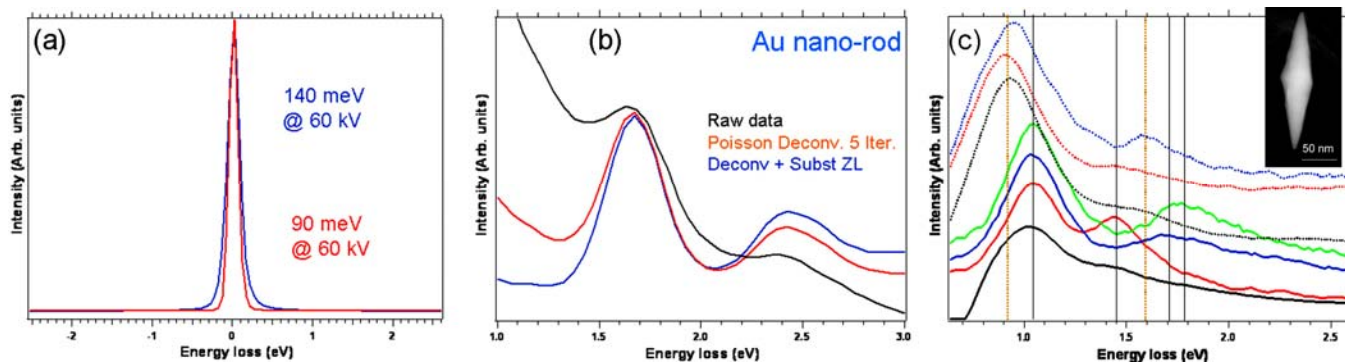 (a)
140 meV
@ 60 kV
90 meV
@ 60 kV
Intensity (Arb. units)
-2 -1 0 1 2
Energy loss (eV)
(b)
Au nano-rod
Raw data
Poisson Deconv. 5 Iter.
Deconv + Subst ZL
Intensity (Arb. units)
1.0 1.5 2.0 2.5 3.0
Energy loss (eV)
(c)
50 nm
Intensity (Arb. units)
1.0 1.5 2.0 2.5
Energy loss (eV)